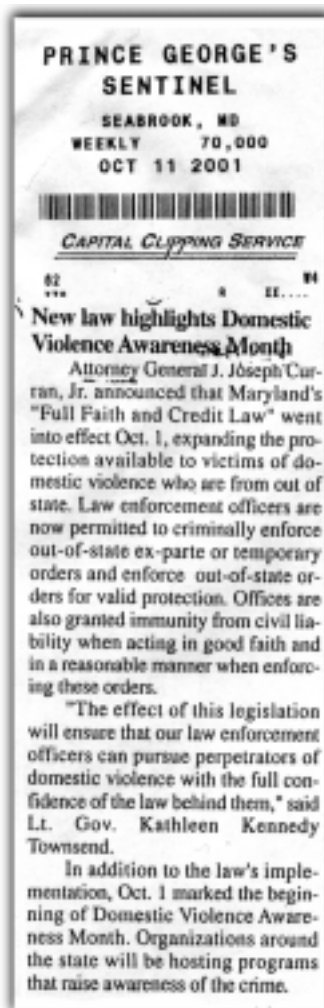 PRINCE GEORGE'S
SENTINEL
SEABROOK, MD
WEEKLY 70,000
OCT 11 2001
CAPITAL CLIPPING SERVICE
New law highlights Domestic
Violence Awareness Month
Attorney General J. Joseph Cur-
ran, Jr. announced that Maryland's
"Full Faith and Credit Law" went
into effect Oct. 1, expanding the pro-
tection available to victims of do-
mestic violence who are from out of
state. Law enforcement officers are
now permitted to criminally enforce
out-of-state ex-parte or temporary
orders and enforce out-of-state or-
ders for valid protection. Offices are
also granted immunity from civil lia-
bility when acting in good faith and
in a reasonable manner when enforc-
ing these orders.
"The effect of this legislation
will ensure that our law enforcement
officers can pursue perpetrators of
domestic violence with the full con-
fidence of the law behind them," said
Lt. Gov. Kathleen Kennedy
Townsend.
In addition to the law's imple-
mentation, Oct. 1 marked the begin-
ning of Domestic Violence Aware-
ness Month. Organizations around
the state will be hosting programs
that raise awareness of the crime.